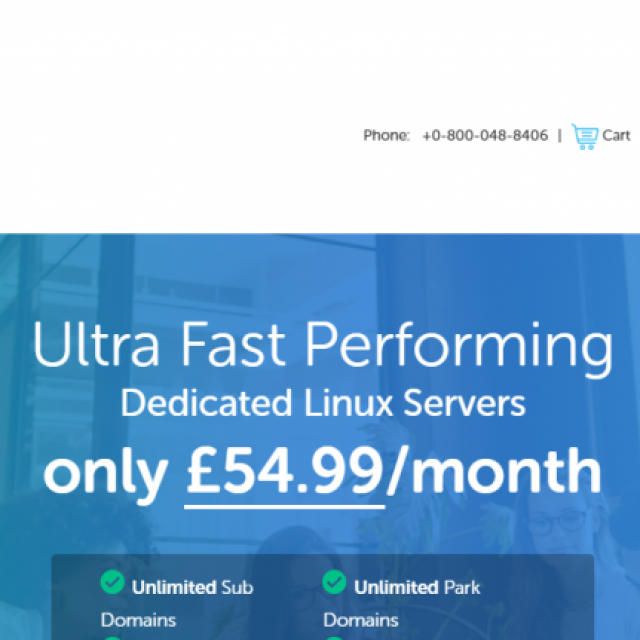 Phone: +0-800-048-8406 | Cart
Ultra Fast Performing
Dedicated Linux Servers
only £54.99/month
Unlimited Sub Domains
Unlimited Park Domains